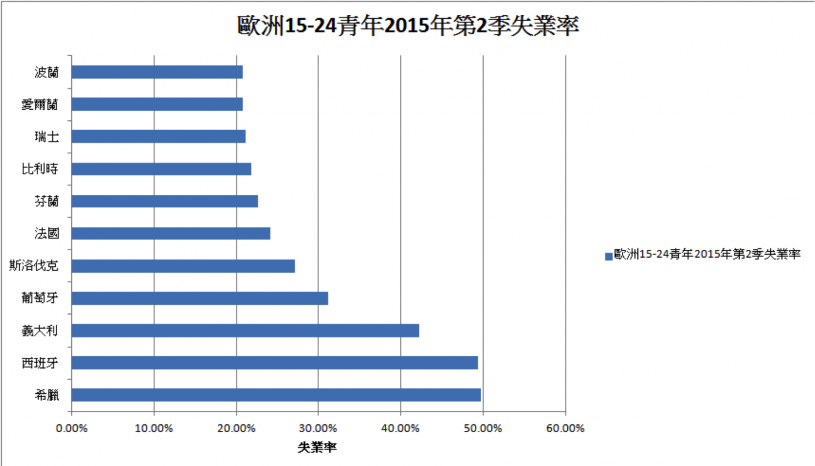 歐洲15-24青年2015年第2季失業率
波蘭
愛爾蘭
瑞士
比利時
芬蘭
法國
斯洛伐克
葡萄牙
義大利
西班牙
希臘
0.00% 10.00% 20.00% 30.00% 40.00% 50.00% 60.00%
失業率
歐洲15-24青年2015年第2季失業率